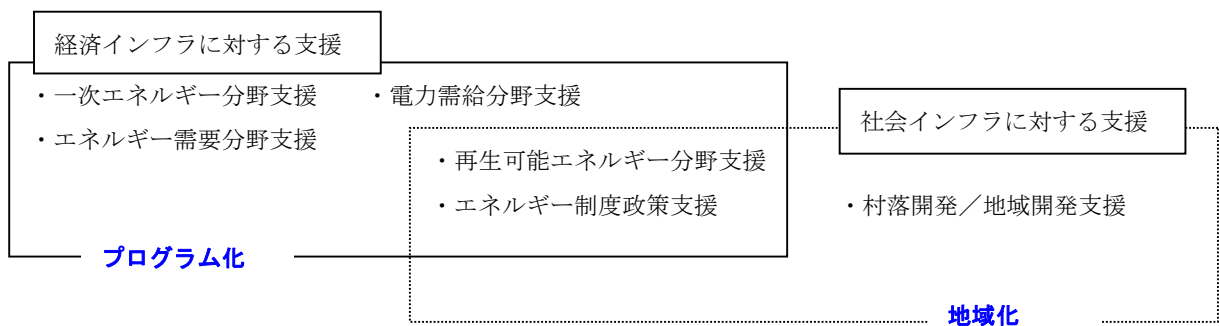 経済インフラに対する支援
・一次エネルギー分野支援 ・電力需給分野支援
・エネルギー需要分野支援
社会インフラに対する支援
・再生可能エネルギー分野支援
・エネルギー制度政策支援
・村落開発／地域開発支援
プログラム化
地域化